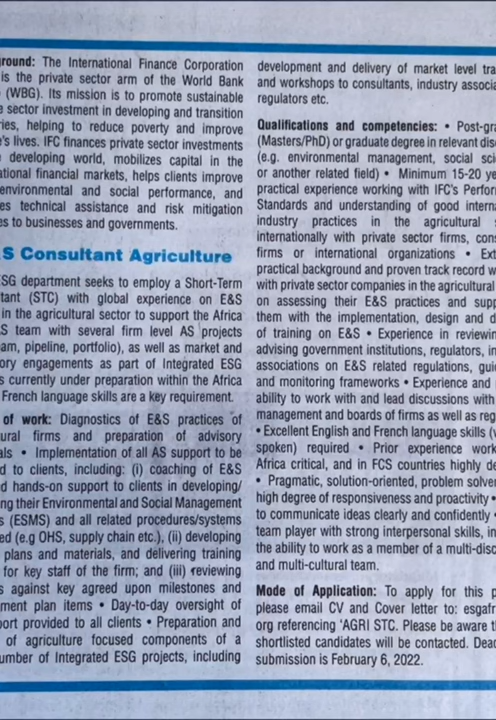 ground: The International Finance Corporation
is the private sector arm of the World Bank
(WBG). Its mission is to promote sustainable
e sector investment in developing and transition
ries, helping to reduce poverty and improve
e's lives. IFC finances private sector investments
developing world, mobilizes capital in the
ational financial markets, helps clients improve
environmental and social performance, and
es technical assistance and risk mitigation
es to businesses and governments.
S Consultant Agriculture
ESG department seeks to employ a Short-Term
tant (STC) with global experience on E&S
in the agricultural sector to support the Africa
S team with several firm level AS projects
am, pipeline, portfolio), as well as market and
ory engagements as part of Integrated ESG
s currently under preparation within the Africa
French language skills are a key requirement.
of work: Diagnostics of E&S practices of
ural firms and preparation of advisory
als • Implementation of all AS support to be
d to clients, including: (i) coaching of E&S
d hands-on support to clients in developing/
ng their Environmental and Social Management
s (ESMS) and all related procedures/systems
ed (e.g OHS, supply chain etc.), (ii) developing
plans and materials, and delivering training
for key staff of the firm; and (iii) reviewing
s against key agreed upon milestones and
ment plan items • Day-to-day oversight of
port provided to all clients • Preparation and
of agriculture focused components of a
umber of Integrated ESG projects, including
development and delivery of market level tra
and workshops to consultants, industry associa
regulators etc.
Qualifications and competencies: • Post-gr
(Masters/PhD) or graduate degree in relevant dis
(e.g. environmental management, social sci
or another related field) • Minimum 15-20 ye
practical experience working with IFC's Perfor
Standards and understanding of good interna
industry practices in the agricultural s
internationally with private sector firms, cons
firms or international organizations • Ext
practical background and proven track record w
with private sector companies in the agricultural
on assessing their E&S practices and supp
them with the implementation, design and d
of training on E&S • Experience in reviewin
advising government institutions, regulators, in
associations on E&S related regulations, guid
and monitoring frameworks • Experience and
ability to work with and lead discussions with
management and boards of firms as well as reg
• Excellent English and French language skills (w
spoken) required • Prior experience work
Africa critical, and in FCS countries highly de
• Pragmatic, solution-oriented, problem solver
high degree of responsiveness and proactivity •
to communicate ideas clearly and confidently •
team player with strong interpersonal skills, in
the ability to work as a member of a multi-disc
and multi-cultural team.
Mode of Application: To apply for this p
please email CV and Cover letter to: esgafr
org referencing 'AGRI STC. Please be aware t
shortlisted candidates will be contacted. Dead
submission is February 6, 2022.